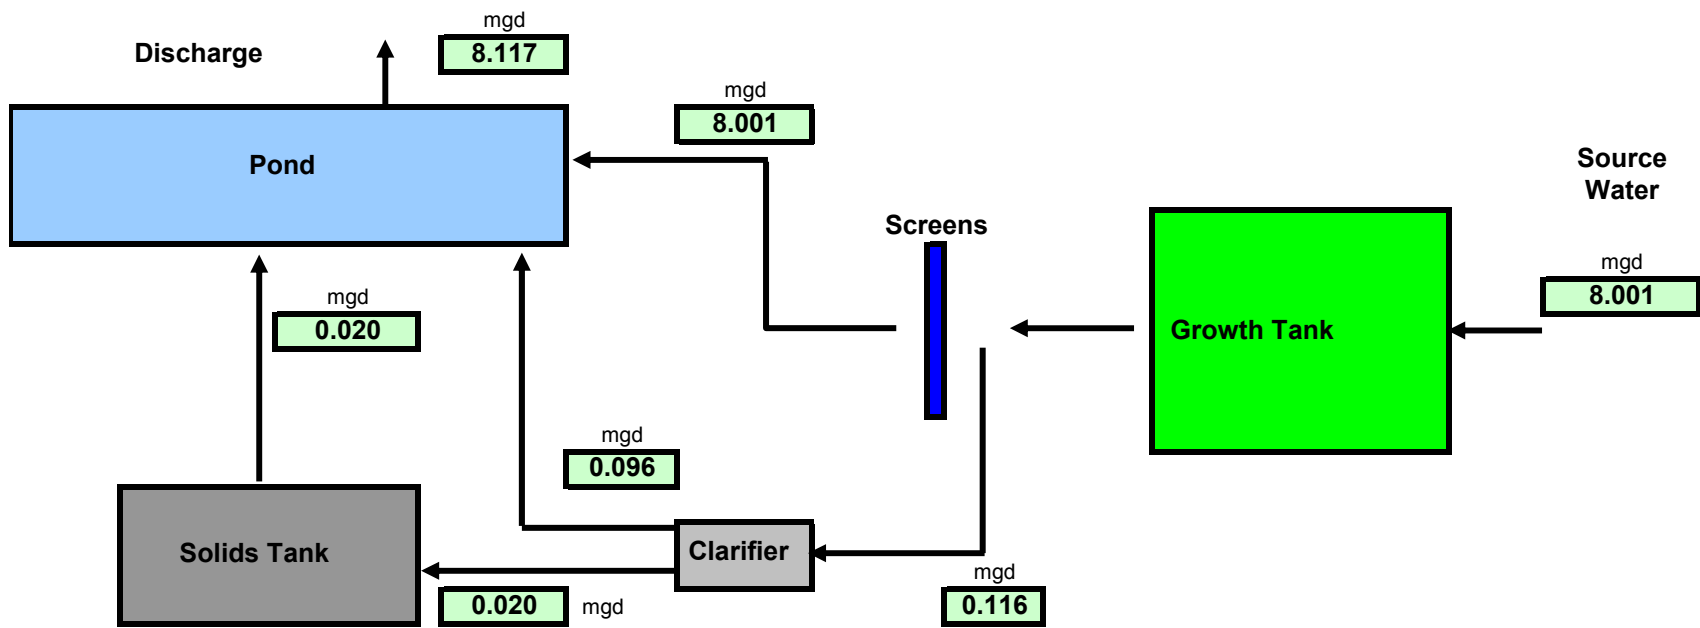 mgd
Discharge
8.117
mgd
8.001
Pond
Source
Water
Screens
mgd
8.001
mgd
0.020
Growth Tank
mgd
0.096
Solids Tank
Clarifier
mgd
0.020 mgd
0.116